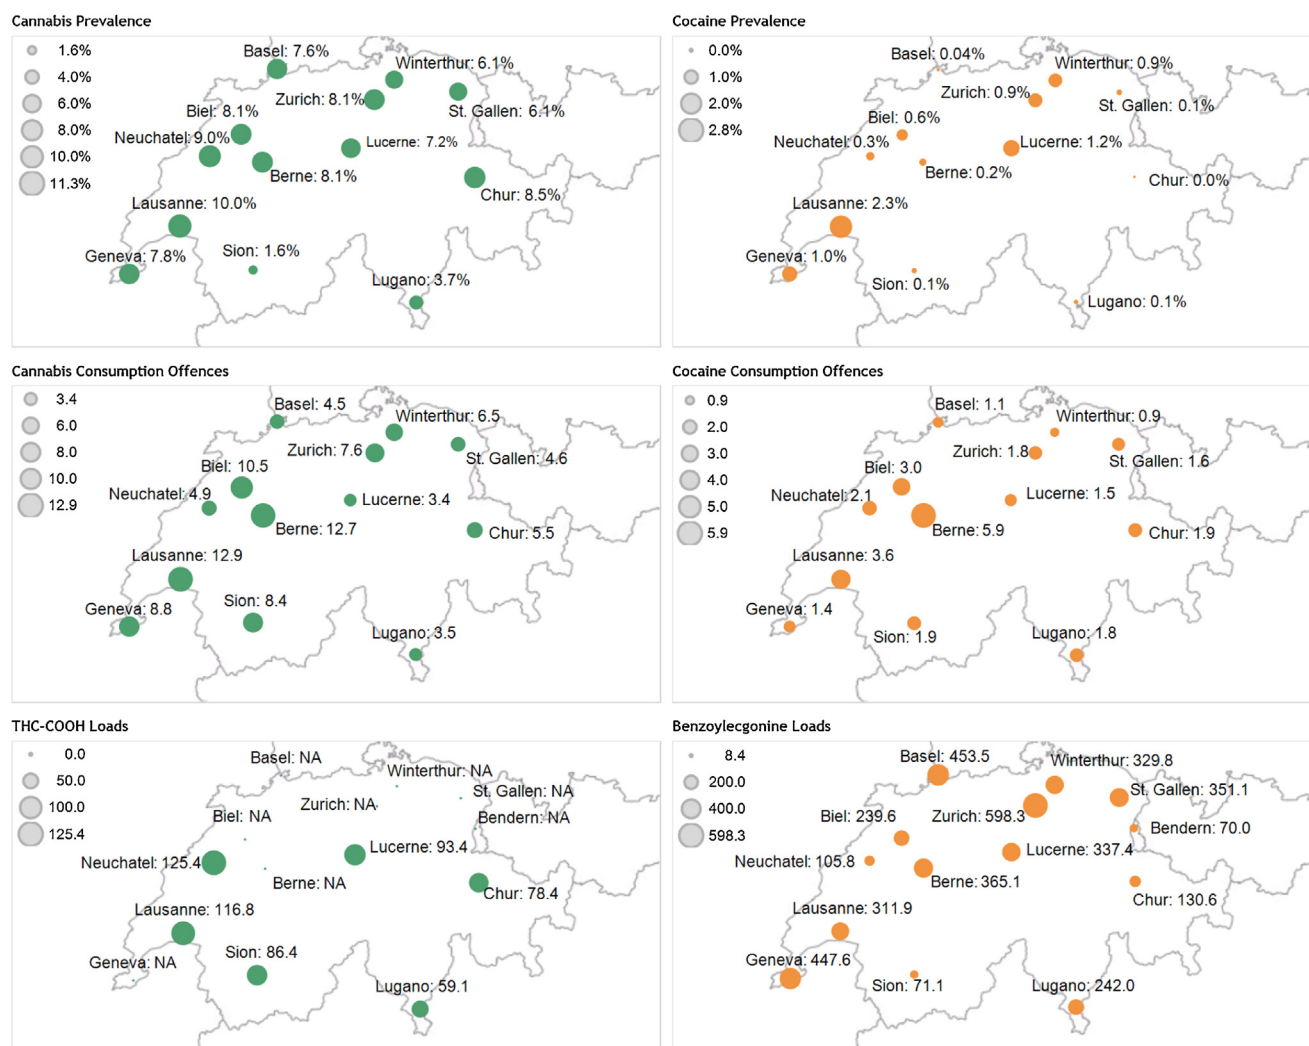 Cannabis Prevalence
1.6%
4.0%
6.0%
8.0%
10.0%
11.3%
Basel: 7.6%
Winterthur: 6.1%
Zurich: 8.1%
St. Gallen: 6.1%
Biel: 8.1%
Neuchatel: 9.0%
Lucerne: 7.2%
Berne: 8.1%
Chur: 8.5%
Lausanne: 10.0%
Geneva: 7.8%
Sion: 1.6%
Lugano: 3.7%
Cocaine Prevalence
0.0%
1.0%
2.0%
2.8%
Basel: 0.04%
Winterthur: 0.9%
Zurich: 0.9%
St. Gallen: 0.1%
Biel: 0.6%
Neuchatel: 0.3%
Lucerne: 1.2%
Berne: 0.2%
Chur: 0.0%
Lausanne: 2.3%
Geneva: 1.0%
Sion: 0.1%
Lugano: 0.1%
Cannabis Consumption Offences
3.4
6.0
8.0
10.0
12.9
Basel: 4.5
Winterthur: 6.5
Zurich: 7.6
St. Gallen: 4.6
Biel: 10.5
Neuchatel: 4.9
Lucerne: 3.4
Berne: 12.7
Chur: 5.5
Lausanne: 12.9
Geneva: 8.8
Sion: 8.4
Lugano: 3.5
Cocaine Consumption Offences
0.9
2.0
3.0
4.0
5.0
5.9
Basel: 1.1
Winterthur: 0.9
Zurich: 1.8
St. Gallen: 1.6
Biel: 3.0
Neuchatel: 2.1
Lucerne: 1.5
Berne: 5.9
Chur: 1.9
Lausanne: 3.6
Geneva: 1.4
Sion: 1.9
Lugano: 1.8
THC-COOH Loads
0.0
50.0
100.0
125.4
Basel: NA
Winterthur: NA
Zurich: NA
St. Gallen: NA
Biel: NA
Bendern: NA
Neuchatel: 125.4
Lucerne: 93.4
Berne: NA
Chur: 78.4
Lausanne: 116.8
Geneva: NA
Sion: 86.4
Lugano: 59.1
Benzoylecgonine Loads
8.4
200.0
400.0
598.3
Basel: 453.5
Winterthur: 329.8
St. Gallen: 351.1
Biel: 239.6
Zurich: 598.3
Bendern: 70.0
Neuchatel: 105.8
Lucerne: 337.4
Berne: 365.1
Chur: 130.6
Lausanne: 311.9
Geneva: 447.6
Sion: 71.1
Lugano: 242.0